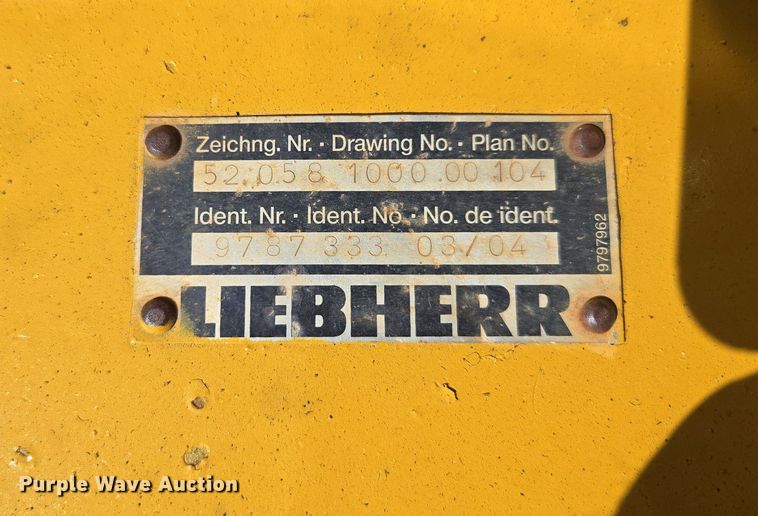 Zeichng. Nr. · Drawing No. · Plan No.
52 058 1000 00 104
Ident. Nr. · Ident. No. · No. de ident.
9787 333 03/04
9797962
LIEBHERR
Purple Wave Auction